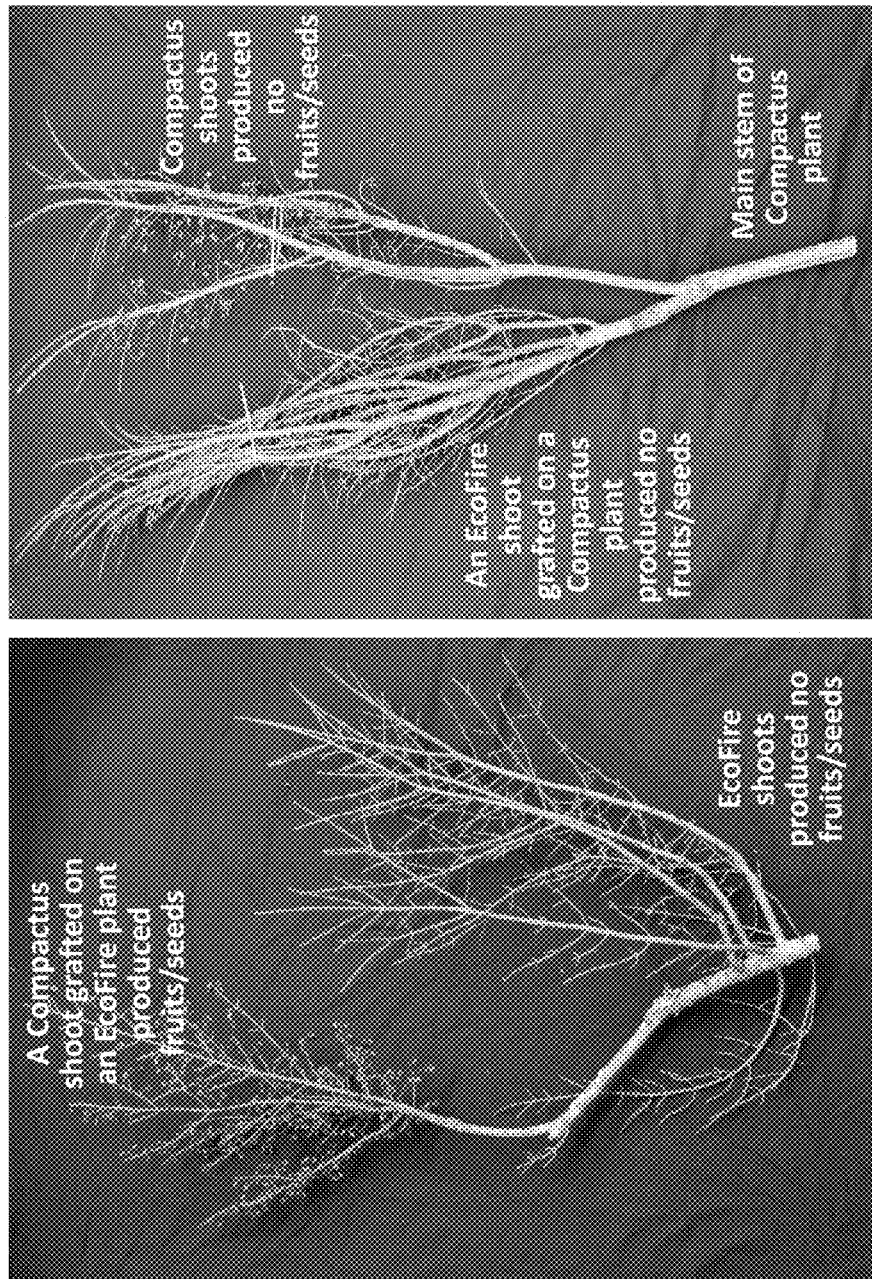 A Compactus
shoot grafted on
an EcoFire plant
produced
fruits/seeds
EcoFire
shoots
produced no
fruits/seeds
Compactus
shoots
produced
no
fruits/seeds
An EcoFire
shoot
grafted on a
Compactus
plant
produced no
fruits/seeds
Main stem of
Compactus
plant